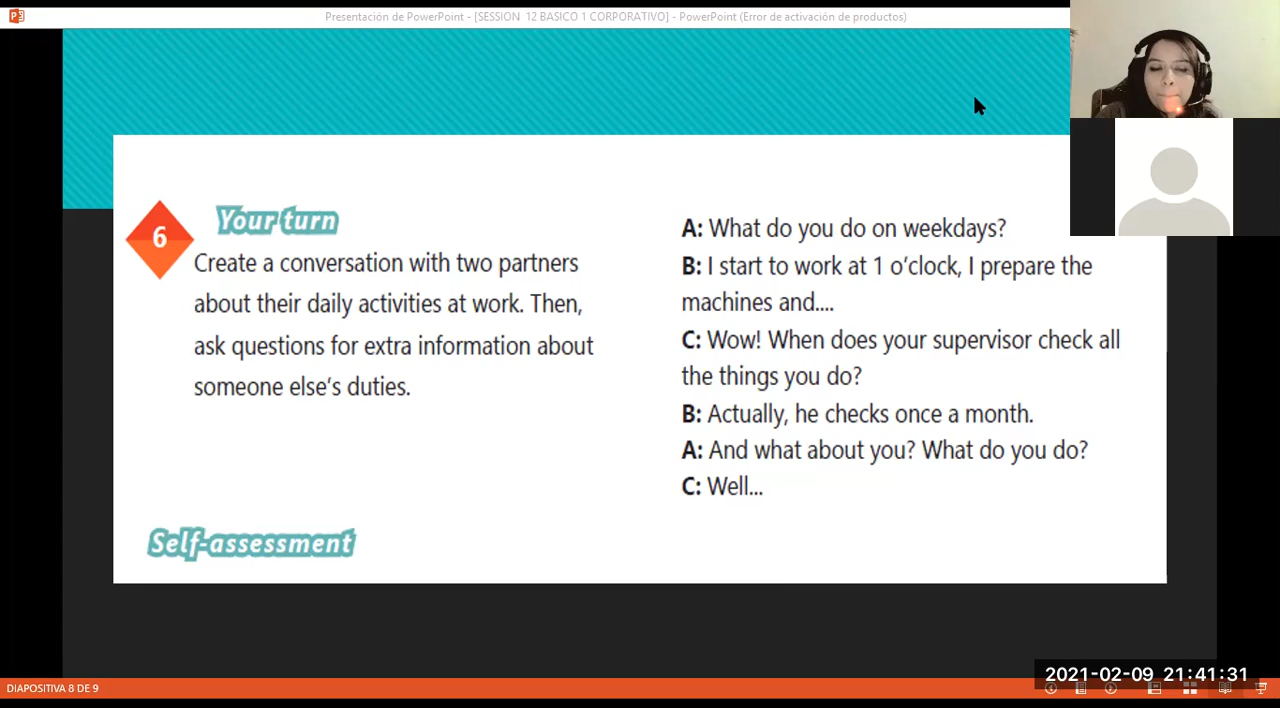 Presentación de PowerPoint - [SESSION 12 BASICO 1 CORPORATIVO] - PowerPoint (Error de activación de productos)
6
Your turn
Create a conversation with two partners
about their daily activities at work. Then,
ask questions for extra information about
someone else's duties.
Self-assessment
A: What do you do on weekdays?
B: I start to work at 1 o'clock, I prepare the
machines and....
C: Wow! When does your supervisor check all
the things you do?
B: Actually, he checks once a month.
A: And what about you? What do you do?
C: Well...
2021-02-09 21:41:31
DIAPOSITIVA 8 DE 9